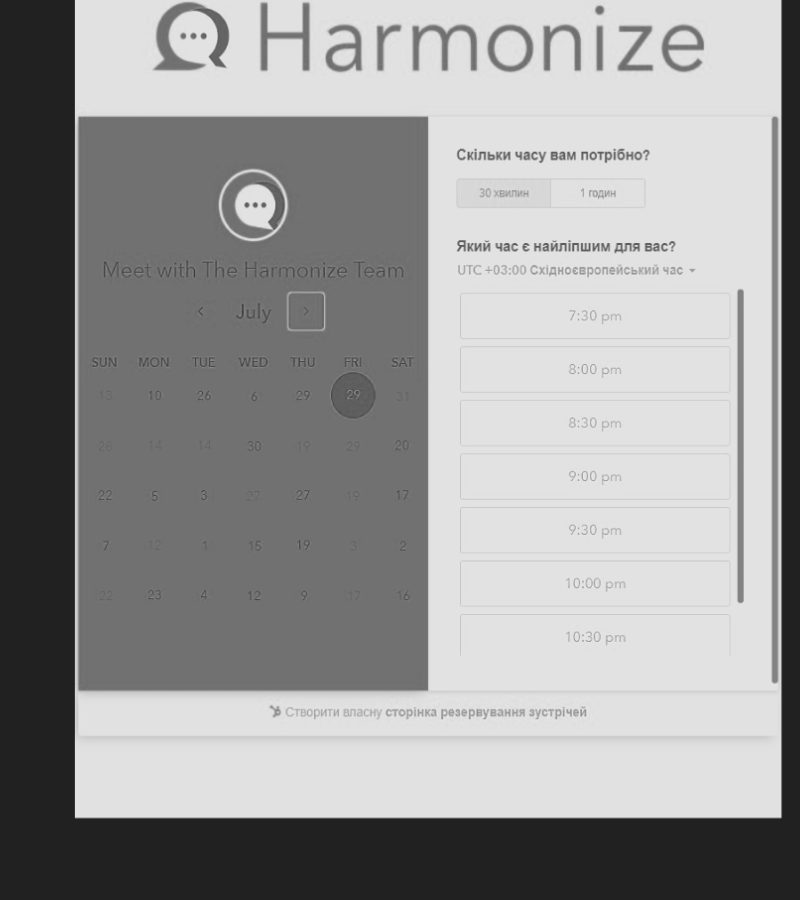 Harmonize
Meet with The Harmonize Team
July
SUN MON TUE WED THU FRI SAT
13 10 26 6 29 29 31
26 14 14 30 19 29 20
22 5 3 27 27 19 17
7 12 1 15 19 3 2
22 23 4 12 9 17 16
Скільки часу вам потрібно?
30 хвилин 1 годин
Який час є найліпшим для вас?
UTC +03:00 Східноєвропейський час
7:30 pm
8:00 pm
8:30 pm
9:00 pm
9:30 pm
10:00 pm
10:30 pm
Створити власну сторінка резервування зустрічей